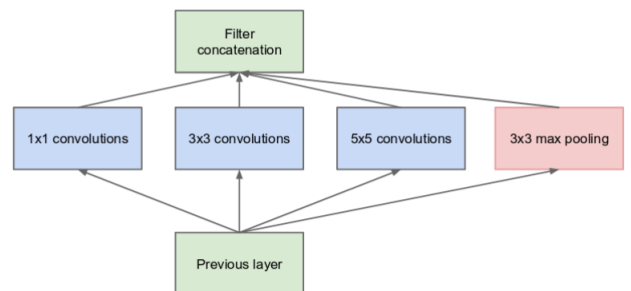 Filter
concatenation
1x1 convolutions
3x3 convolutions
5x5 convolutions
3x3 max pooling
Previous layer